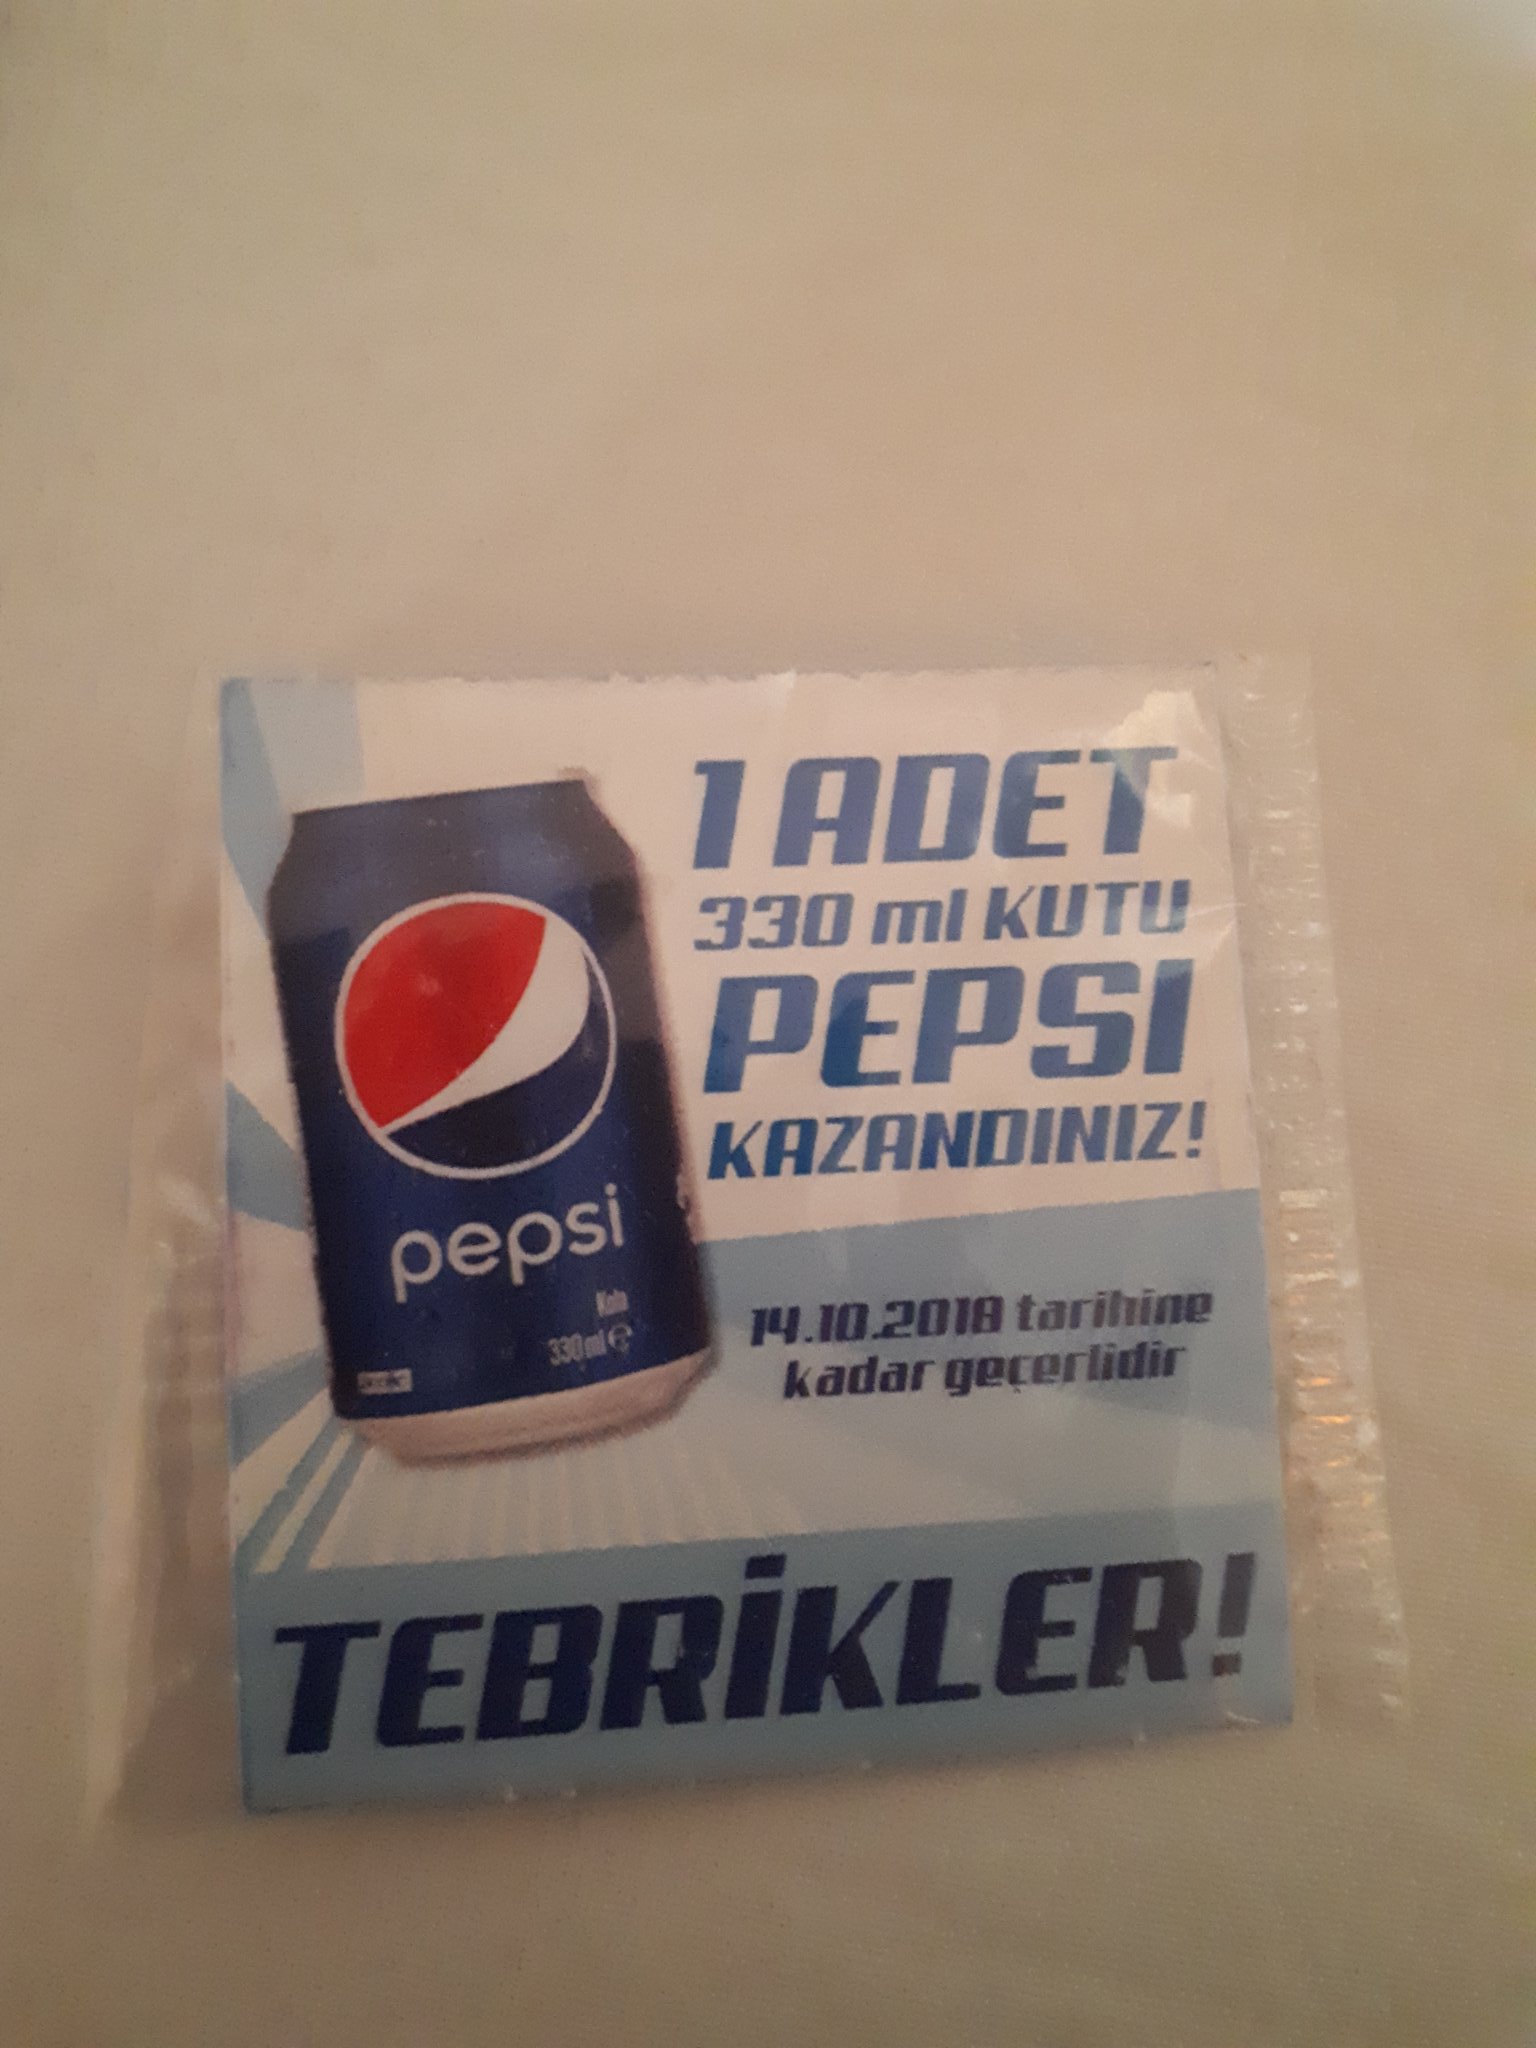 1 ADET
330 ml KUTU
PEPSI
KAZANDINIZ!
pepsi
Kola
330 ml e
14.10.2018 tarihine
kadar geçerlidir
TEBRİKLER!